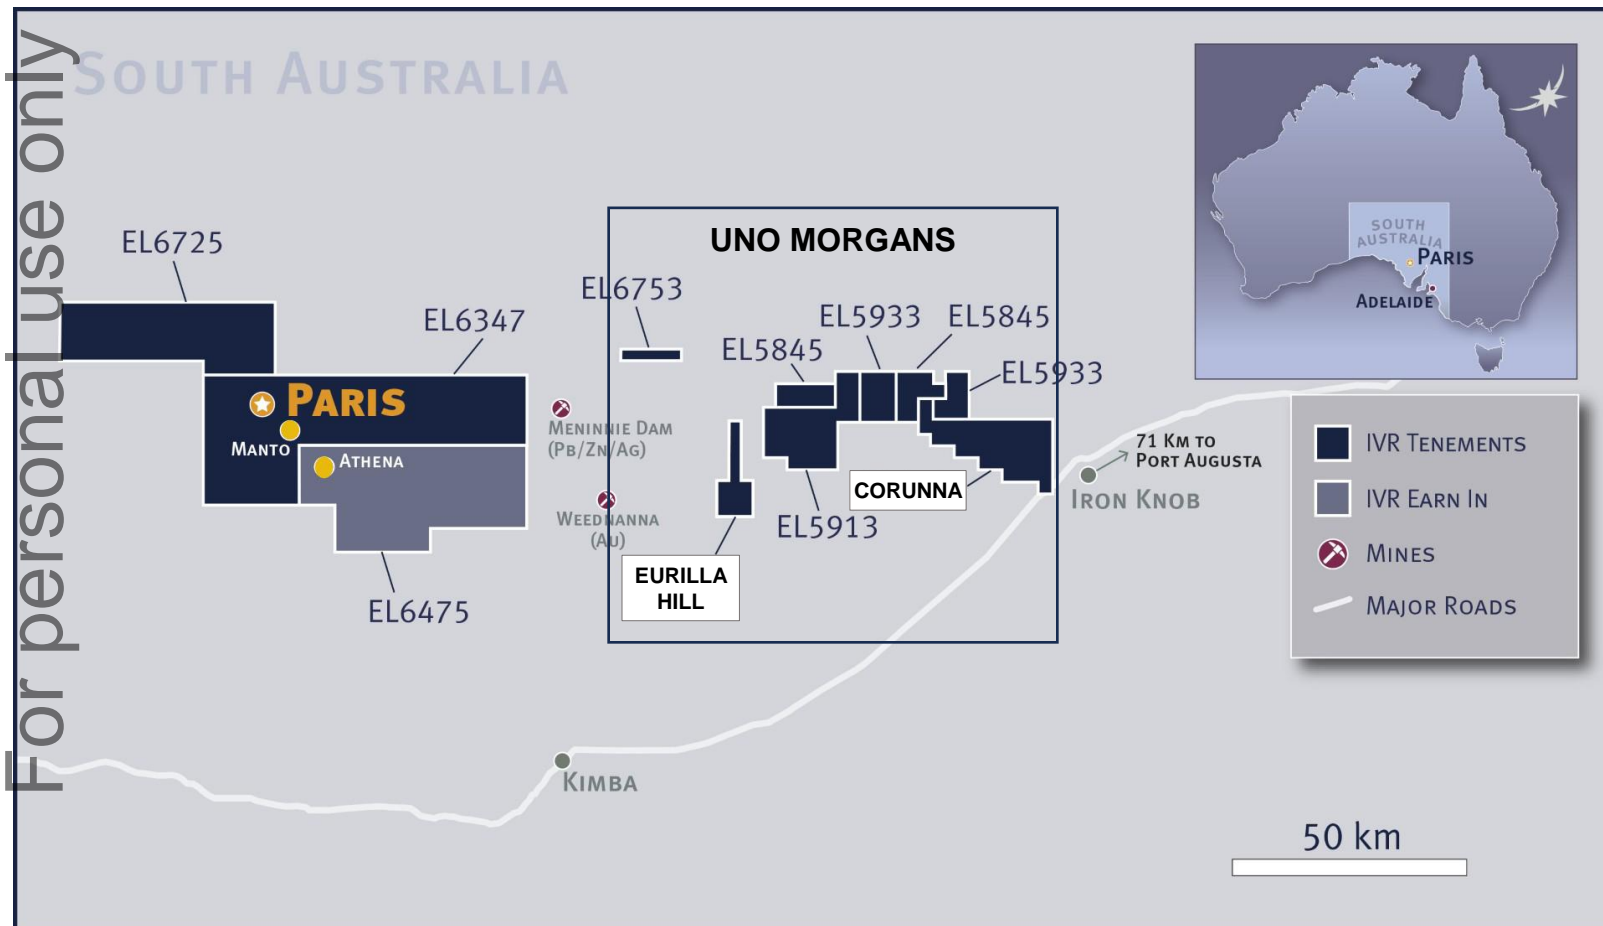 For personal use only
SOUTH AUSTRALIA
EL6725
EL6347
PARIS
MANTO
ATHENA
EL6475
MENINNIE DAM
(PB/ZN/AG)
WEEDNANNA
(AU)
UNO MORGANS
EL6753
EL5933
EL5845
EL5845
EL5933
CORUNNA
EL5913
EURILLA
HILL
71 KM TO
PORT AUGUSTA
IRON KNOB
KIMBA
SOUTH
AUSTRALIA
PARIS
ADELAIDE
IVR TENEMENTS
IVR EARN IN
MINES
MAJOR ROADS
50 km